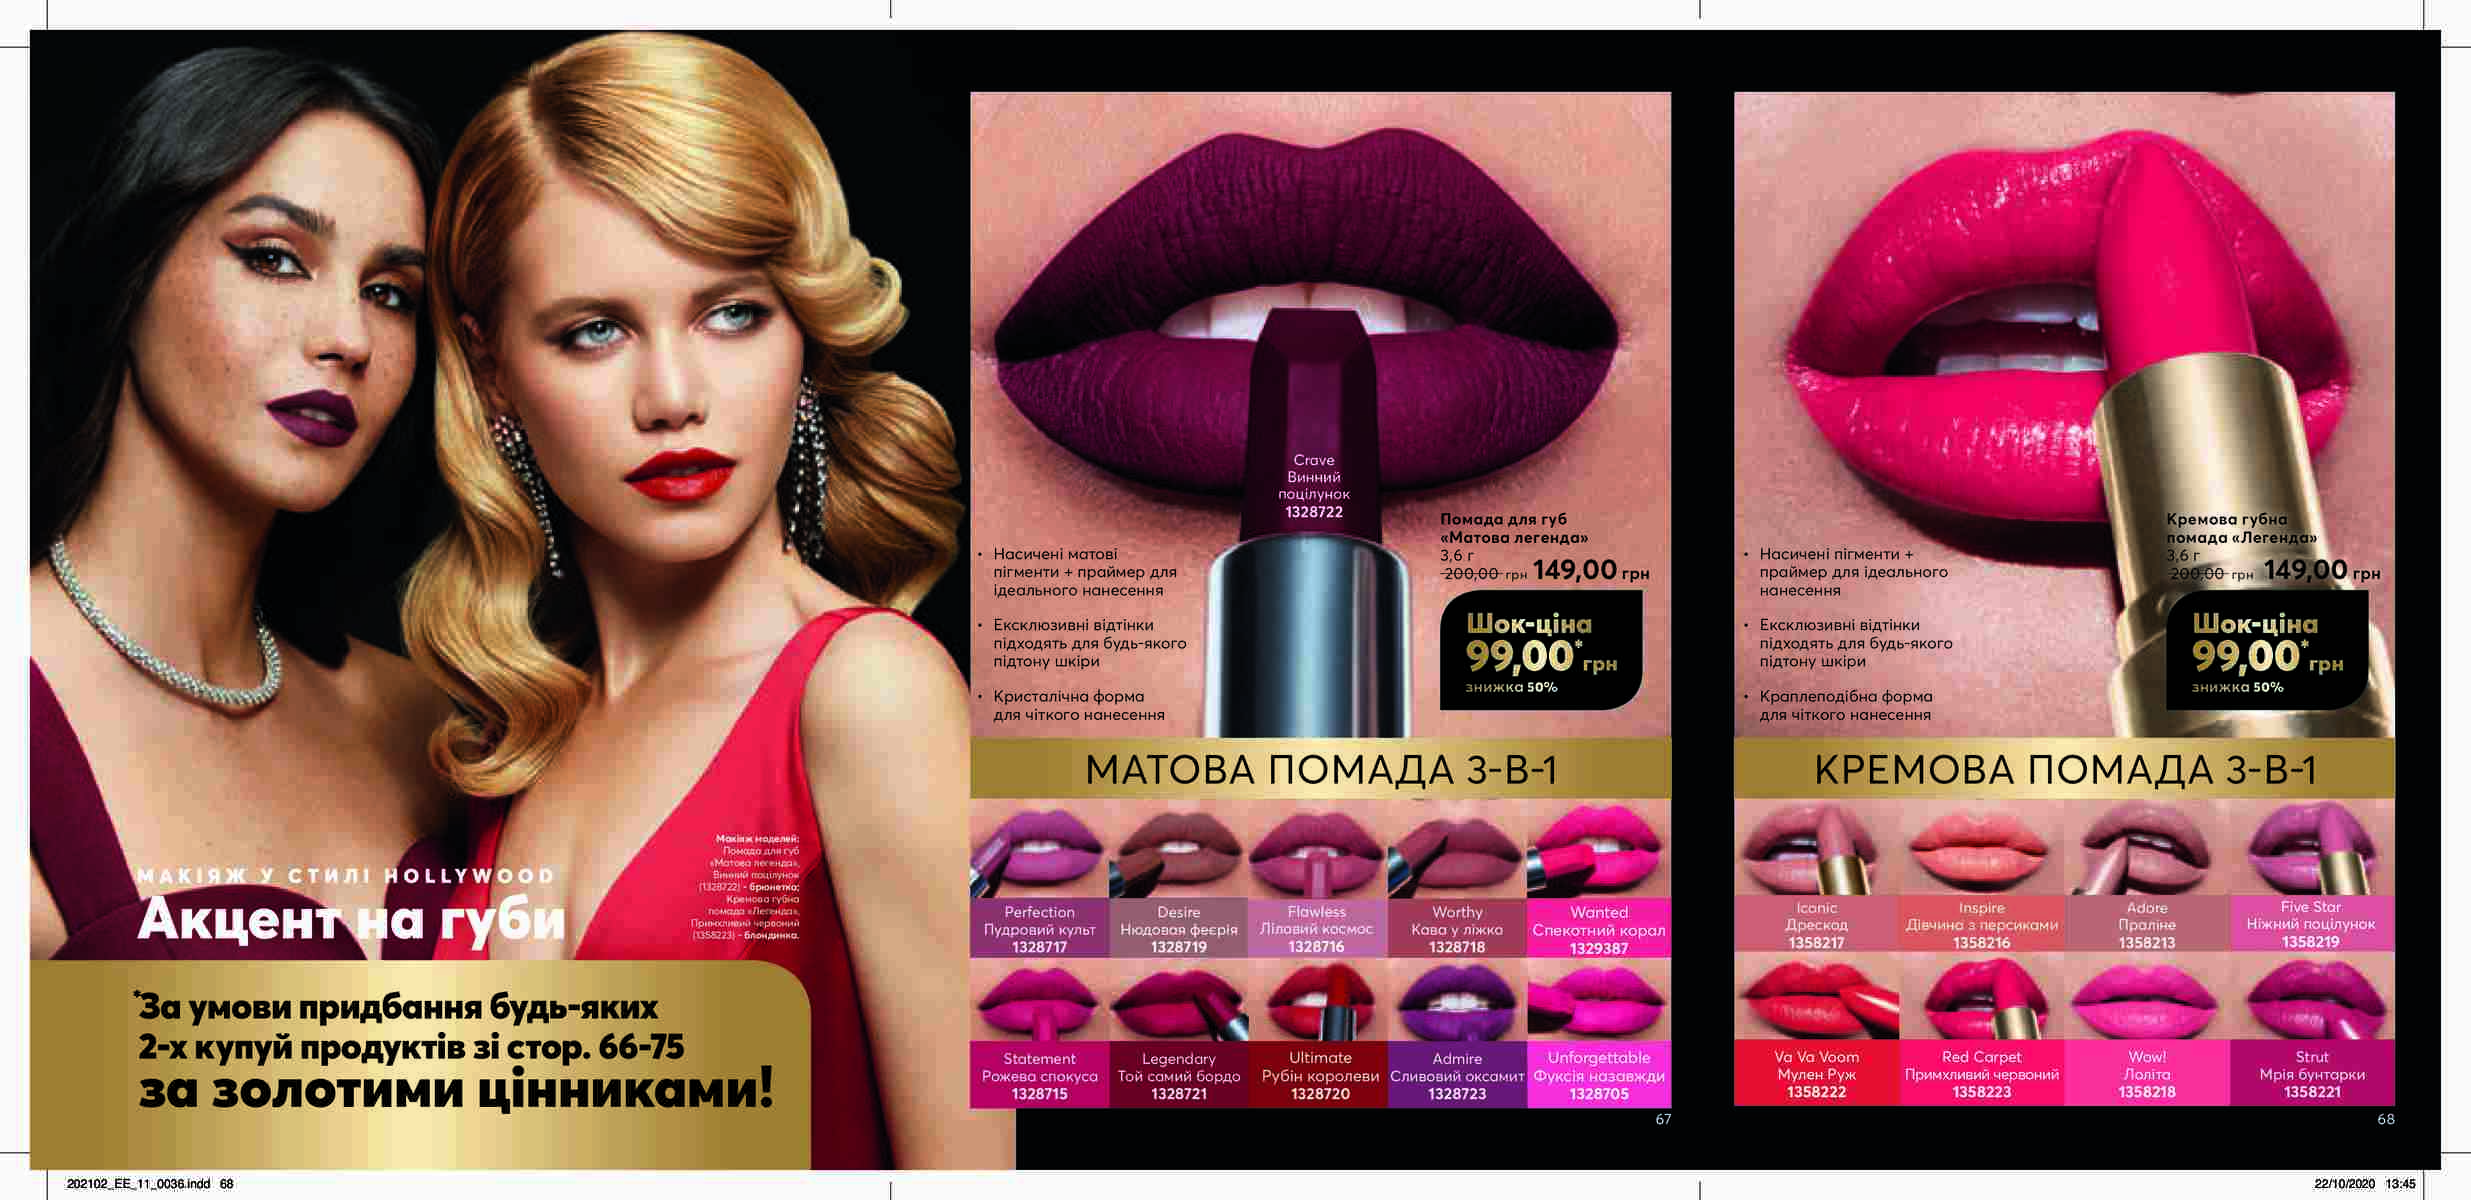 МАКІЯЖ У СТИЛІ HOLLYWOOD
Акцент на губи
*За умови придбання будь-яких
2-х купуй продуктів зі стор. 66-75
за золотими цінниками!
Макіяж моделей:
Помада для губ
«Матова легенда»,
Винний поцілунок
(1328722) - брюнетка;
Кремова губна
помада «Легенда»,
Примхливий червоний
(1358223) - блондинка.
Crave
Винний
поцілунок
1328722
• Насичені матові
пігменти + праймер для
ідеального нанесення
• Ексклюзивні відтінки
підходять для будь-якого
підтону шкіри
• Кристалічна форма
для чіткого нанесення
Помада для губ
«Матова легенда»
3,6 г
200,00 грн 149,00 грн
Шок-ціна
99,00* грн
знижка 50%
МАТОВА ПОМАДА 3-В-1
Perfection
Пудровий культ
1328717
Desire
Нюдовая феєрія
1328719
Flawless
Ліловий космос
1328716
Worthy
Кава у ліжко
1328718
Wanted
Спекотний корал
1329387
Statement
Рожева спокуса
1328715
Legendary
Той самий бордо
1328721
Ultimate
Рубін королеви
1328720
Admire
Сливовий оксамит
1328723
Unforgettable
Фуксія назавжди
1328705
67
• Насичені пігменти +
праймер для ідеального
нанесення
• Ексклюзивні відтінки
підходять для будь-якого
підтону шкіри
• Краплеподібна форма
для чіткого нанесення
Кремова губна
помада «Легенда»
3,6 г
200,00 грн 149,00 грн
Шок-ціна
99,00* грн
знижка 50%
КРЕМОВА ПОМАДА 3-В-1
Iconic
Дрескод
1358217
Inspire
Дівчина з персиками
1358216
Adore
Праліне
1358213
Five Star
Ніжний поцілунок
1358219
Va Va Voom
Мулен Руж
1358222
Red Carpet
Примхливий червоний
1358223
Wow!
Лоліта
1358218
Strut
Мрія бунтарки
1358221
68
202102_EE_11_0036.indd 68
22/10/2020 13:45